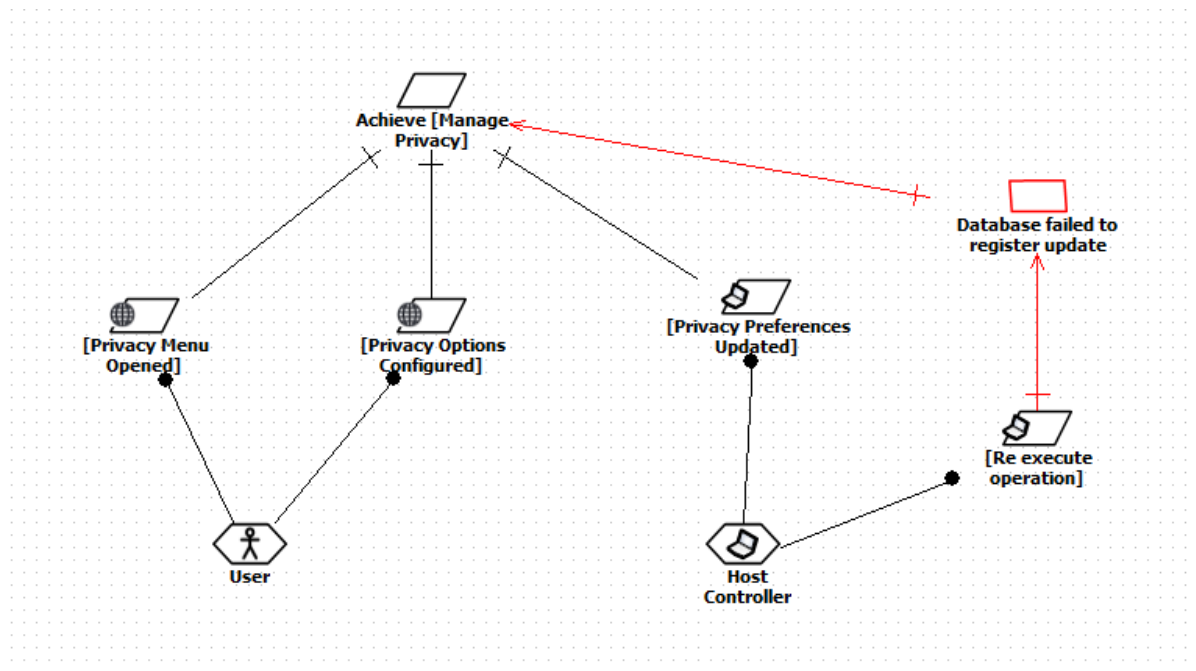 Achieve [Manage
Privacy]
Database failed to
register update
[Privacy Menu
Opened]
[Privacy Options
Configured]
[Privacy Preferences
Updated]
[Re execute
operation]
User
Host
Controller